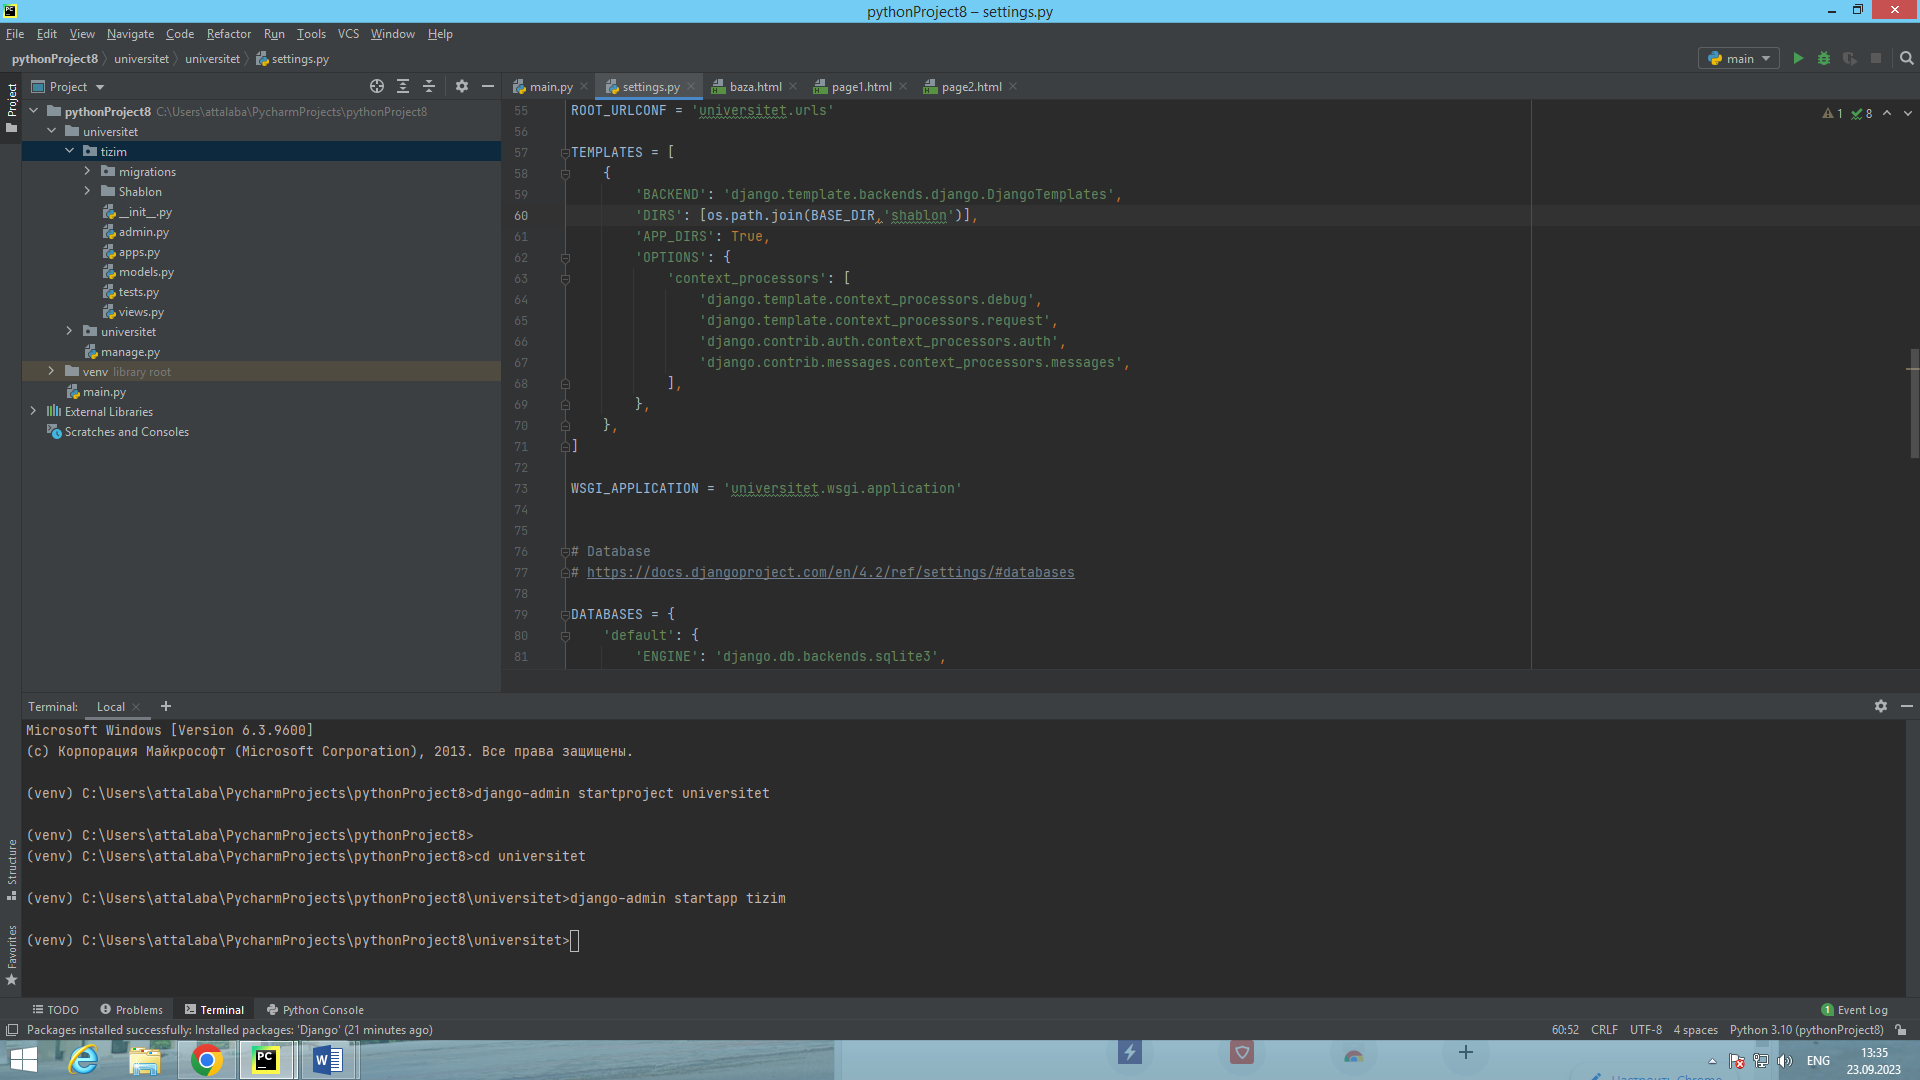 pythonProject8 – settings.py
File Edit View Navigate Code Refactor Run Tools VCS Window Help
pythonProject8 universitet universitet settings.py
main
Project
main.py settings.py baza.html page1.html page2.html
Project
pythonProject8 C:\Users\attalaba\PycharmProjects\pythonProject8
universitet
tizim
migrations
Shablon
__init__.py
admin.py
apps.py
models.py
tests.py
views.py
universitet
manage.py
venv library root
main.py
External Libraries
Scratches and Consoles
1 8
55 ROOT_URLCONF = 'universitet.urls'
56
57 TEMPLATES = [
58 {
59 'BACKEND': 'django.template.backends.django.DjangoTemplates',
60 'DIRS': [os.path.join(BASE_DIR,'shablon')],
61 'APP_DIRS': True,
62 'OPTIONS': {
63 'context_processors': [
64 'django.template.context_processors.debug',
65 'django.template.context_processors.request',
66 'django.contrib.auth.context_processors.auth',
67 'django.contrib.messages.context_processors.messages',
68 ],
69 },
70 },
71 ]
72
73 WSGI_APPLICATION = 'universitet.wsgi.application'
74
75
76 # Database
77 # https://docs.djangoproject.com/en/4.2/ref/settings/#databases
78
79 DATABASES = {
80 'default': {
81 'ENGINE': 'django.db.backends.sqlite3',
Terminal: Local
Microsoft Windows [Version 6.3.9600]
(c) Корпорация Майкрософт (Microsoft Corporation), 2013. Все права защищены.
(venv) C:\Users\attalaba\PycharmProjects\pythonProject8>django-admin startproject universitet
(venv) C:\Users\attalaba\PycharmProjects\pythonProject8>
(venv) C:\Users\attalaba\PycharmProjects\pythonProject8>cd universitet
(venv) C:\Users\attalaba\PycharmProjects\pythonProject8\universitet>django-admin startapp tizim
(venv) C:\Users\attalaba\PycharmProjects\pythonProject8\universitet>
Structure
Favorites
TODO Problems Terminal Python Console
1 Event Log
Packages installed successfully: Installed packages: 'Django' (21 minutes ago)
60:52 CRLF UTF-8 4 spaces Python 3.10 (pythonProject8)
PC
ENG
13:35
23.09.2023
Настроить Chrome